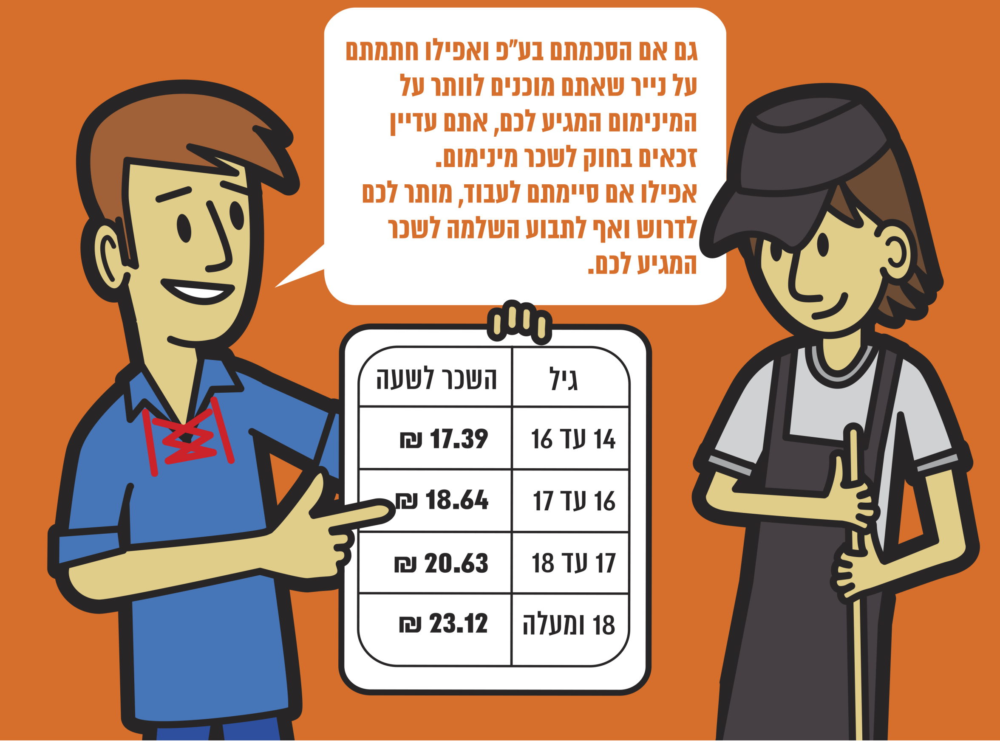 גם אם הסכמתם בע״פ ואפילו חתמתם
על נייר שאתם מוכנים לוותר על
המינימום המגיע לכם, אתם עדיין
זכאים בחוק לשכר מינימום.
אפילו אם סיימתם לעבוד, מותר לכם
לדרוש ואף לתבוע השלמה לשכר
המגיע לכם.
גיל השכר לשעה
14 עד 16 17.39 ₪
16 עד 17 18.64 ₪
17 עד 18 20.63 ₪
18 ומעלה 23.12 ₪